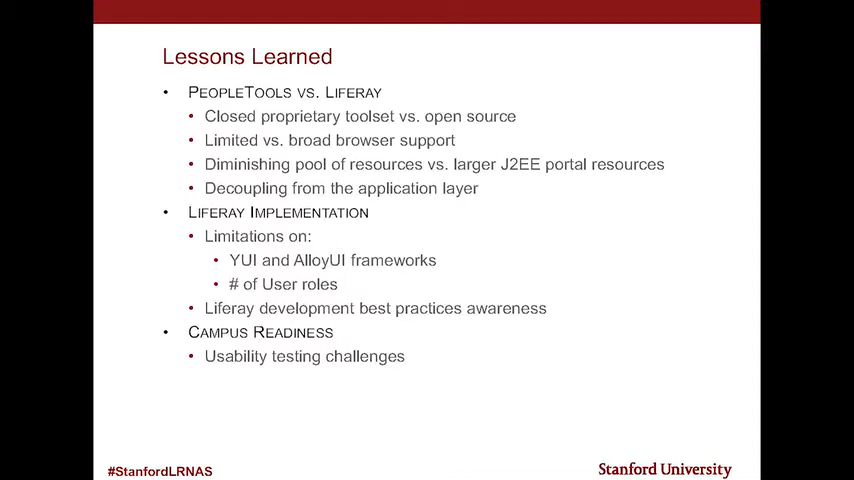 Lessons Learned
• PEOPLETOOLS VS. LIFERAY
• Closed proprietary toolset vs. open source
• Limited vs. broad browser support
• Diminishing pool of resources vs. larger J2EE portal resources
• Decoupling from the application layer
• LIFERAY IMPLEMENTATION
• Limitations on:
• YUI and AlloyUI frameworks
• # of User roles
• Liferay development best practices awareness
• CAMPUS READINESS
• Usability testing challenges
#StanfordLRNAS
Stanford University